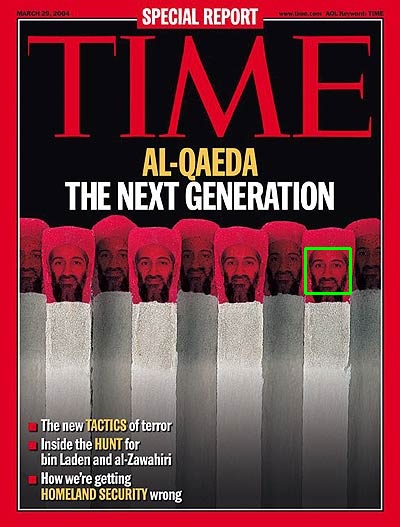 SPECIAL REPORT
MARCH 29, 2004
www.time.com AOL Keyword: TIME
TIME
AL-QAEDA
THE NEXT GENERATION
■ The new TACTICS of terror
■ Inside the HUNT for
bin Laden and al-Zawahiri
■ How we're getting
HOMELAND SECURITY wrong